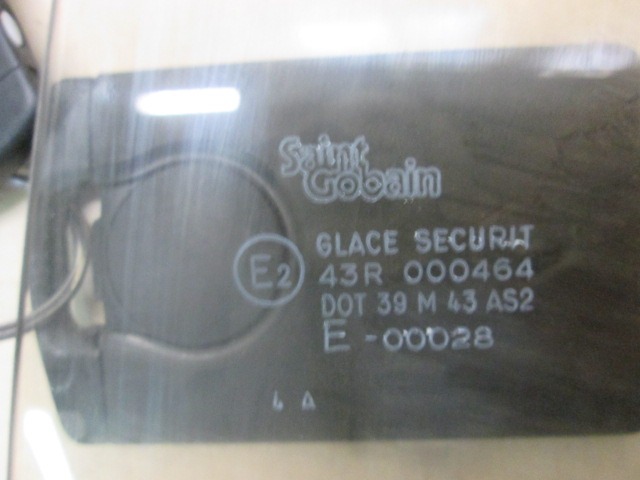 Saint
Gobain
GLACE SECURIT
E2
43R 000464
DOT 39 M 43 AS2
E -00028